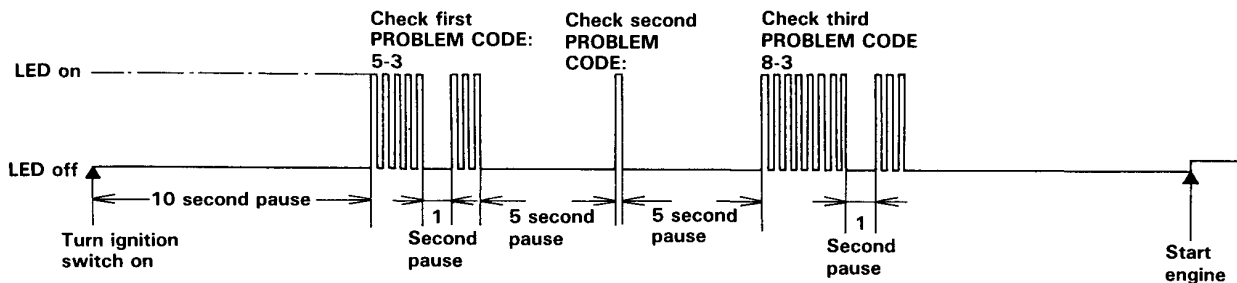 Check first
PROBLEM CODE:
5-3
Check second
PROBLEM
CODE:
Check third
PROBLEM CODE
8-3
LED on
LED off
10 second pause
1
Second
pause
5 second
pause
5 second
pause
1
Second
pause
Turn ignition
switch on
Start
engine